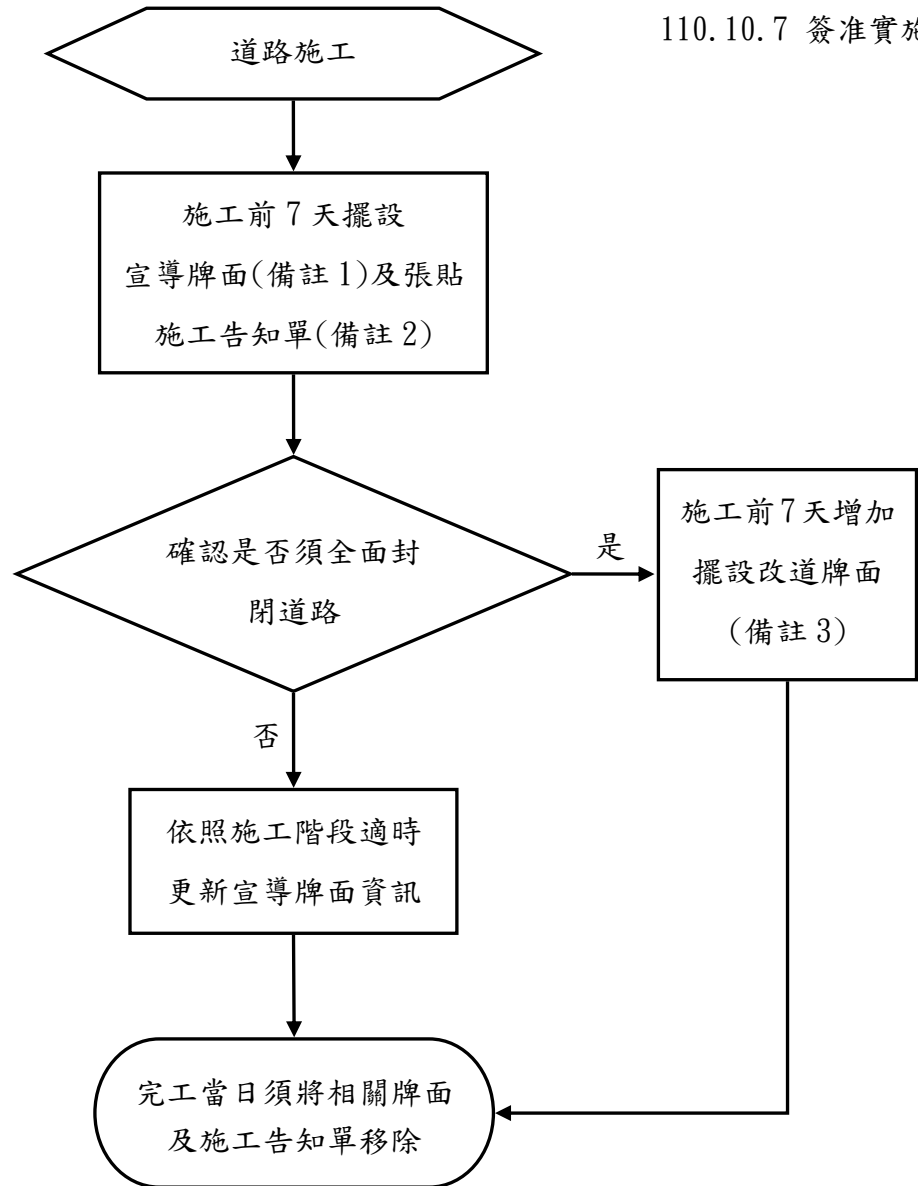 110.10.7 簽准實施
道路施工
施工前 7 天擺設
宣導牌面(備註 1)及張貼
施工告知單(備註 2)
確認是否須全面封
閉道路
是
施工前 7 天增加
擺設改道牌面
(備註 3)
否
依照施工階段適時
更新宣導牌面資訊
完工當日須將相關牌面
及施工告知單移除